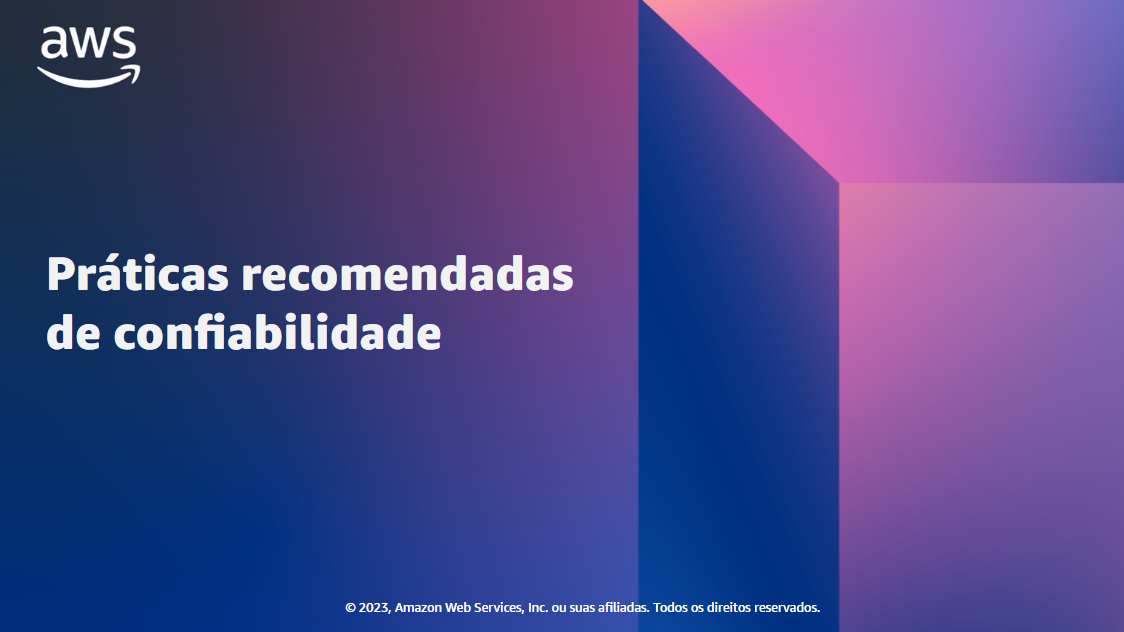 aws
Práticas recomendadas
de confiabilidade
© 2023, Amazon Web Services, Inc. ou suas afiliadas. Todos os direitos reservados.